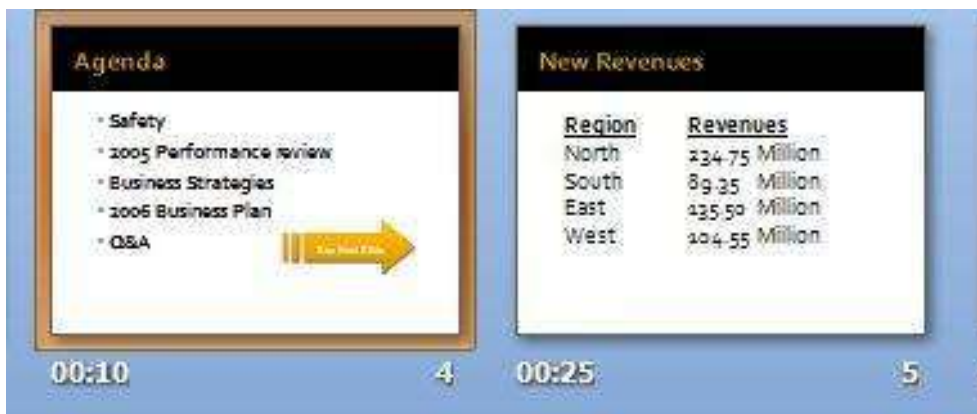 Agenda
• Safety
• 2005 Performance review
• Business Strategies
• 2006 Business Plan
• Q&A
00:10 4
New Revenues
Region Revenues
North 234.75 Million
South 89.35 Million
East 135.50 Million
West 104.55 Million
00:25 5